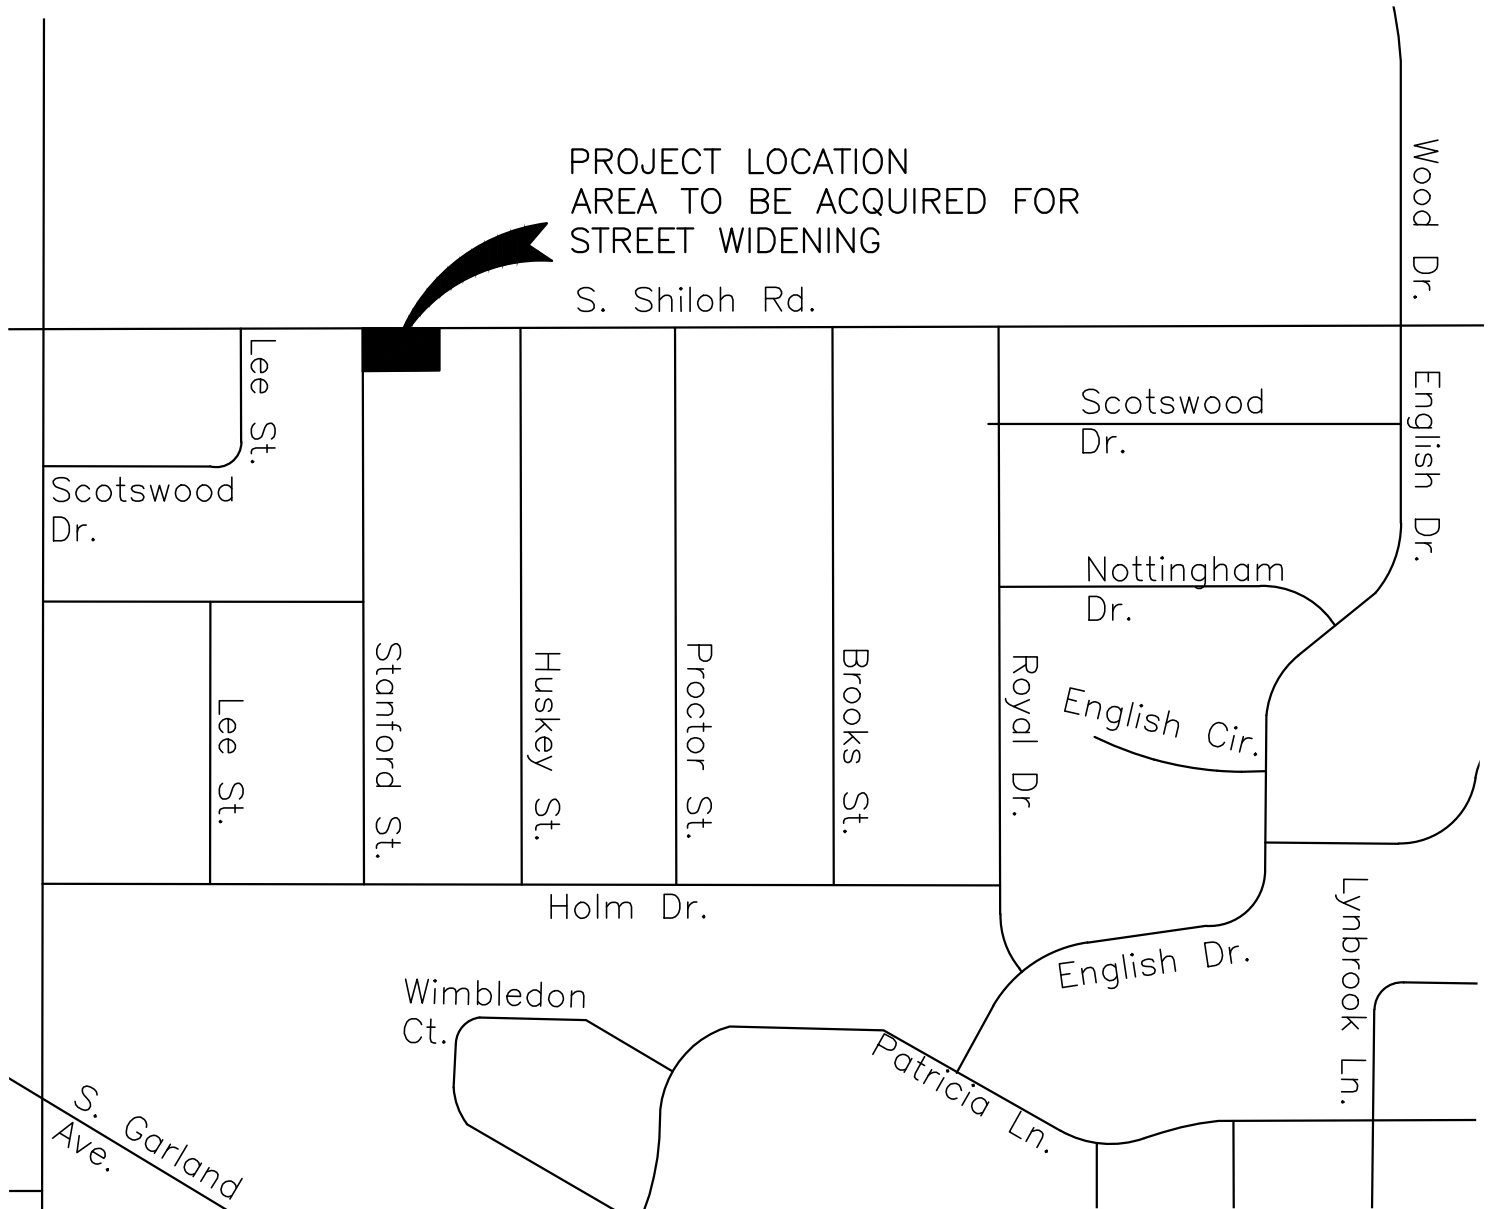 PROJECT LOCATION
AREA TO BE ACQUIRED FOR
STREET WIDENING
S. Shiloh Rd.
Wood Dr.
Lee St.
Scotswood
Dr.
English Dr.
Scotswood
Dr.
Nottingham
Dr.
Lee St.
Stanford St.
Huskey St.
Proctor St.
Brooks St.
Royal Dr.
English Cir.
Holm Dr.
English Dr.
Lynbrook Ln.
Wimbledon
Ct.
Patricia Ln.
S. Garland
Ave.